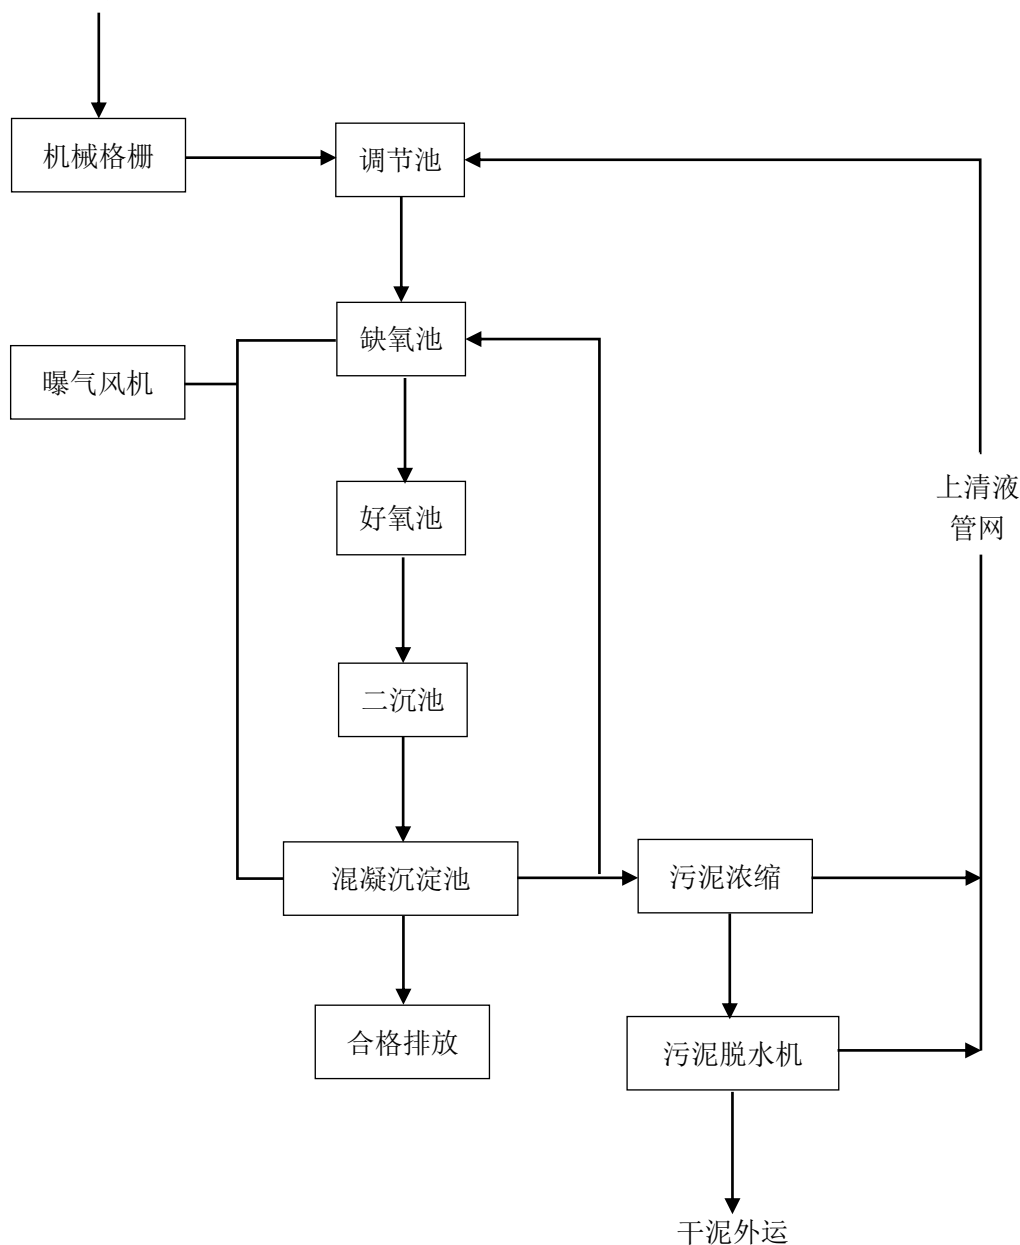 机械格栅
调节池
缺氧池
曝气风机
上清液
管网
好氧池
二沉池
混凝沉淀池
污泥浓缩
合格排放
污泥脱水机
干泥外运